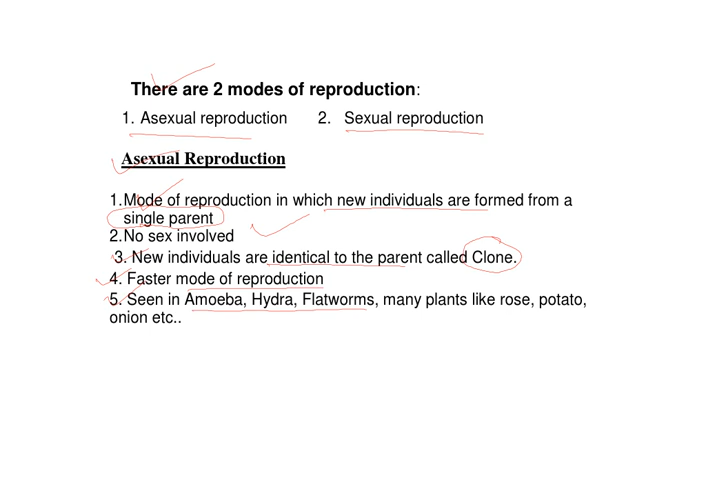 There are 2 modes of reproduction:
1. Asexual reproduction 2. Sexual reproduction
Asexual Reproduction
1.Mode of reproduction in which new individuals are formed from a
single parent
2.No sex involved
3. New individuals are identical to the parent called Clone.
4. Faster mode of reproduction
5. Seen in Amoeba, Hydra, Flatworms, many plants like rose, potato,
onion etc..